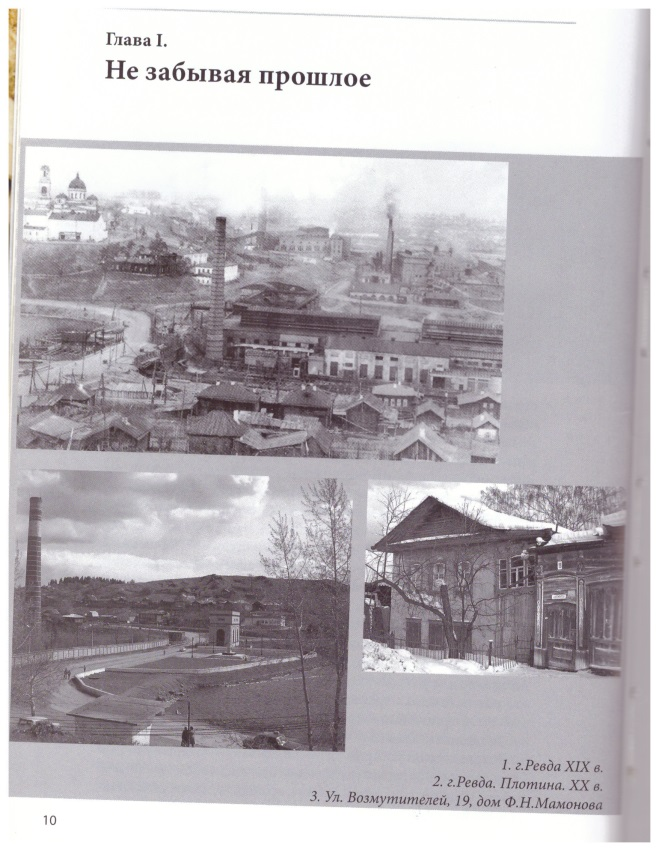 Глава I.
Не забывая прошлое
1. г.Ревда XIX в.
2. г.Ревда. Плотина. XX в.
3. Ул. Возмутителей, 19, дом Ф.Н.Мамонова
10